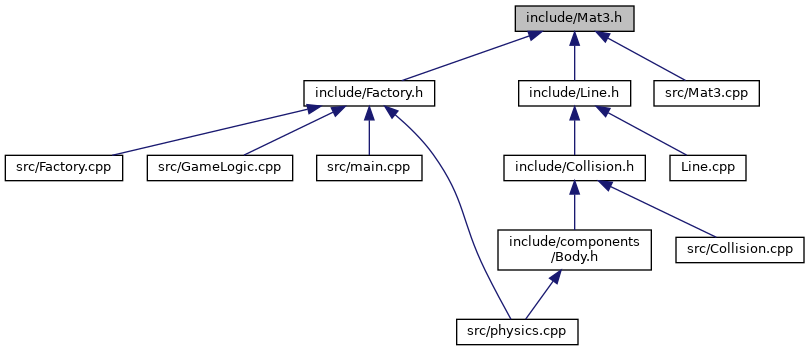 include/Mat3.h
include/Factory.h
include/Line.h
src/Mat3.cpp
src/Factory.cpp
src/GameLogic.cpp
src/main.cpp
include/Collision.h
Line.cpp
include/components
/Body.h
src/Collision.cpp
src/physics.cpp